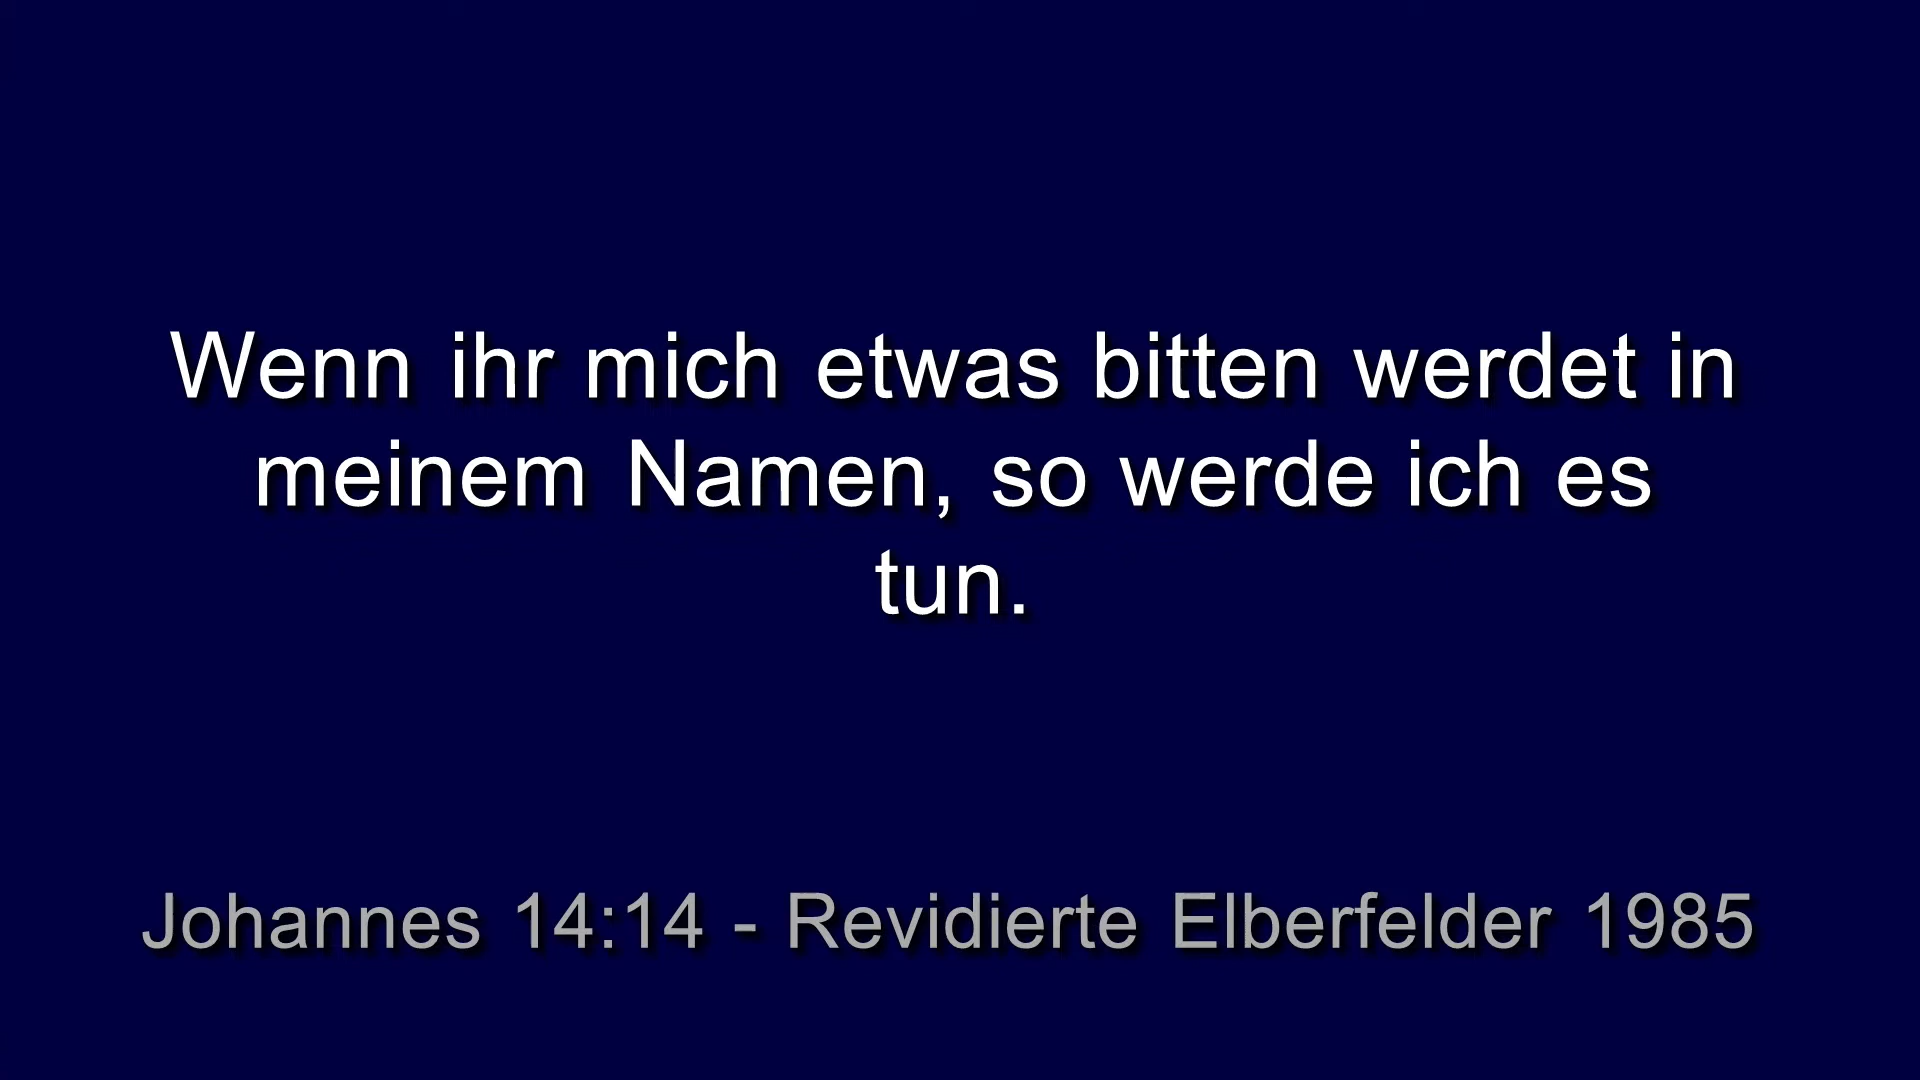 Wenn ihr mich etwas bitten werdet in
meinem Namen, so werde ich es
tun.
Johannes 14:14 - Revidierte Elberfelder 1985